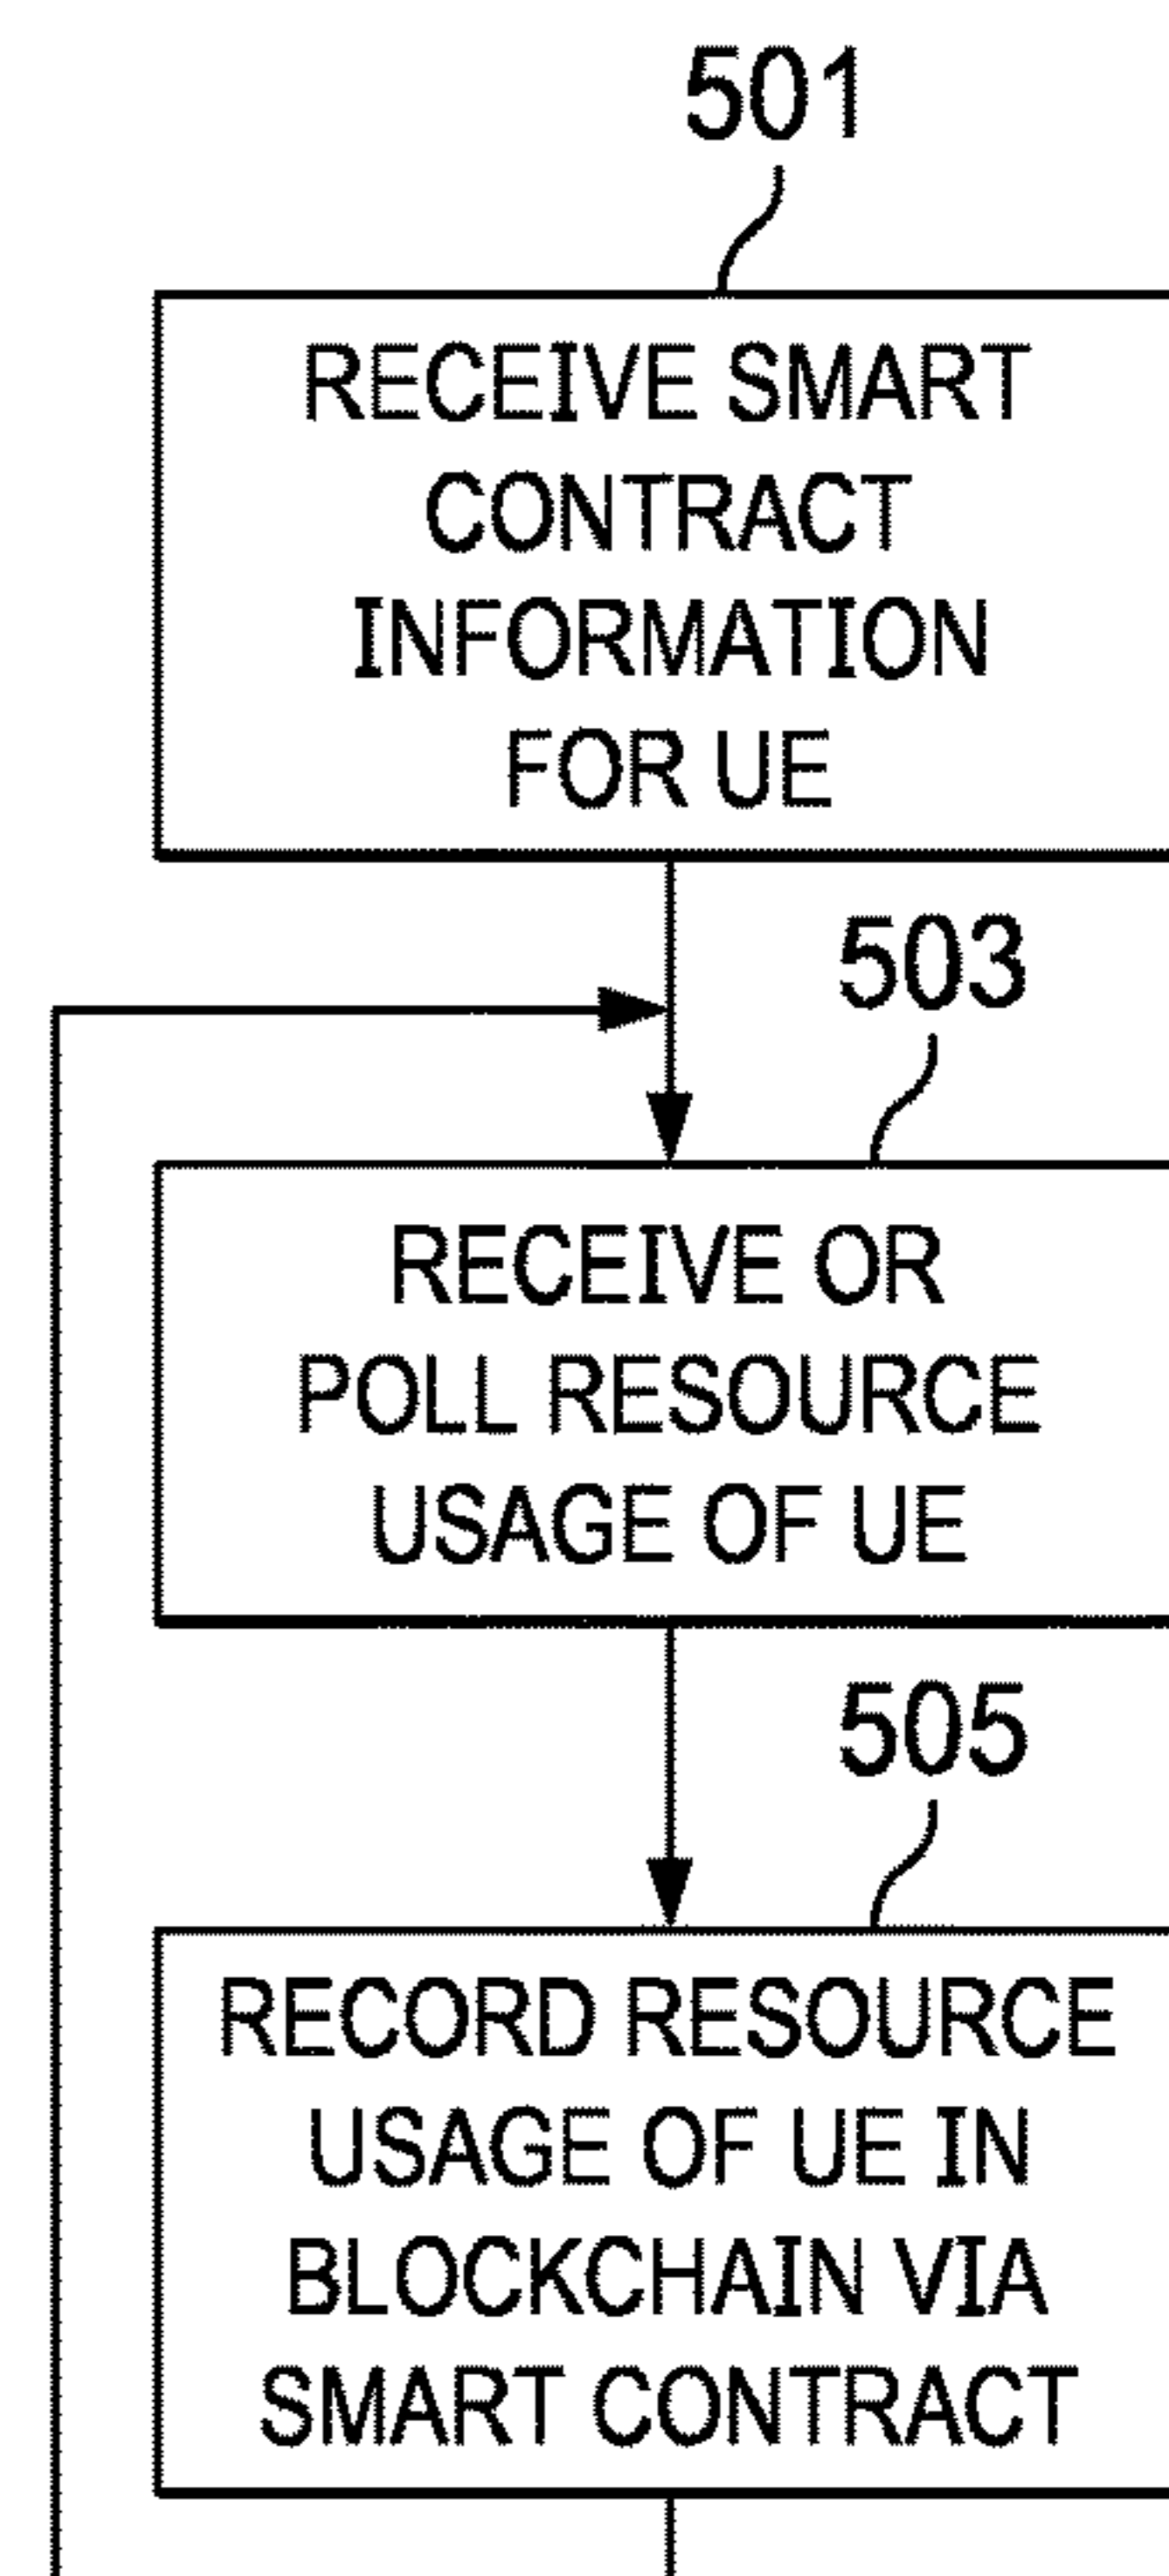 501
RECEIVE SMART
CONTRACT
INFORMATION
FOR UE
503
RECEIVE OR
POLL RESOURCE
USAGE OF UE
505
RECORD RESOURCE
USAGE OF UE IN
BLOCKCHAIN VIA
SMART CONTRACT